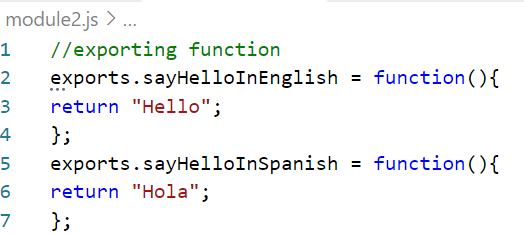 module2.js > ...
1 //exporting function
2 exports.sayHelloInEnglish = function(){
3 return "Hello";
4 };
5 exports.sayHelloInSpanish = function(){
6 return "Hola";
7 };